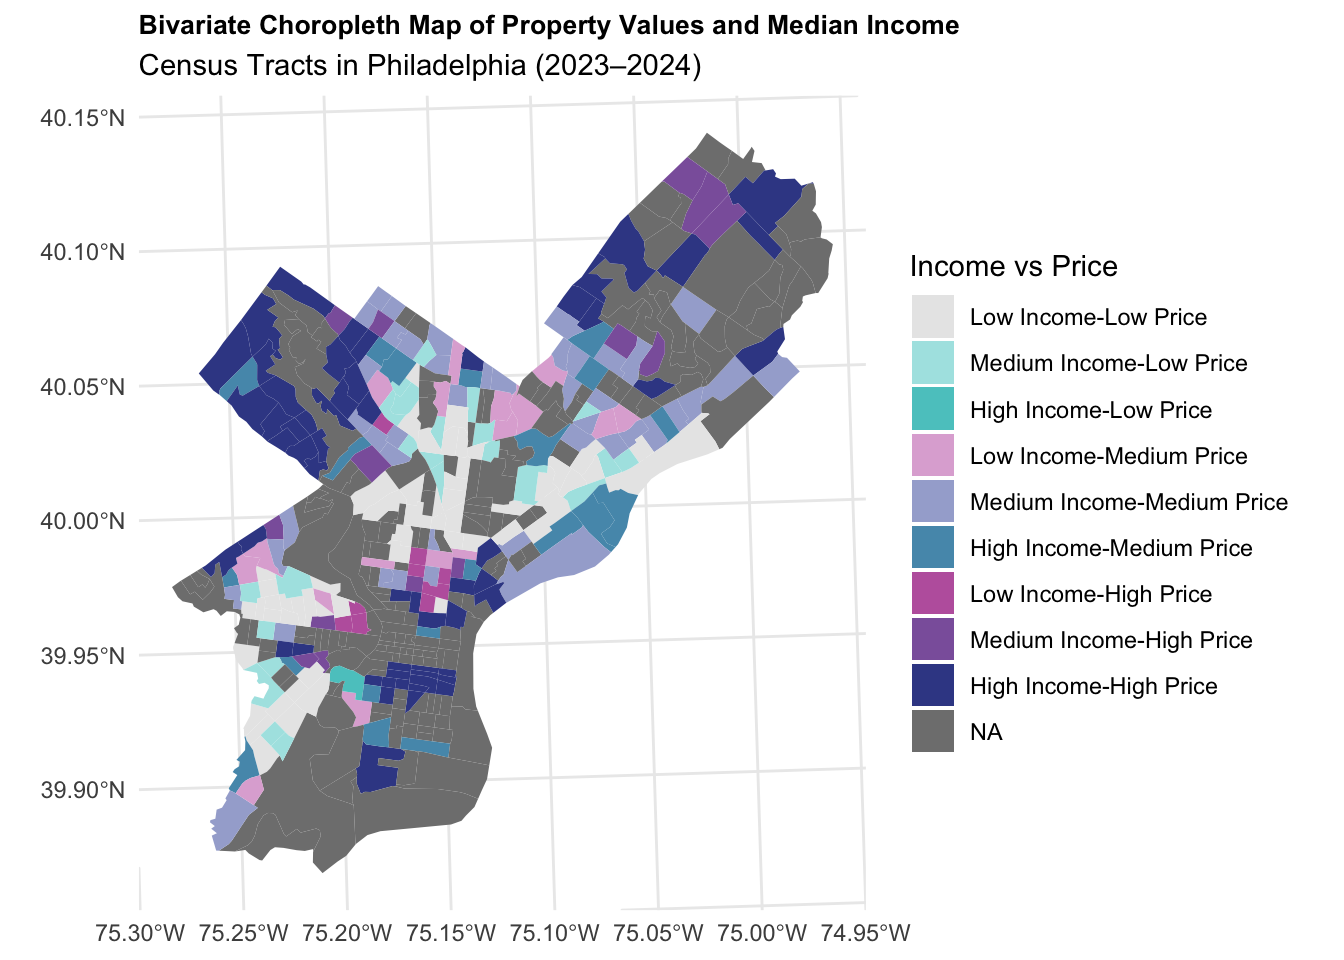 Bivariate Choropleth Map of Property Values and Median Income
Census Tracts in Philadelphia (2023–2024)
40.15°N
40.10°N
40.05°N
40.00°N
39.95°N
39.90°N
75.30°W 75.25°W 75.20°W 75.15°W 75.10°W 75.05°W 75.00°W 74.95°W
Income vs Price
Low Income-Low Price
Medium Income-Low Price
High Income-Low Price
Low Income-Medium Price
Medium Income-Medium Price
High Income-Medium Price
Low Income-High Price
Medium Income-High Price
High Income-High Price
NA